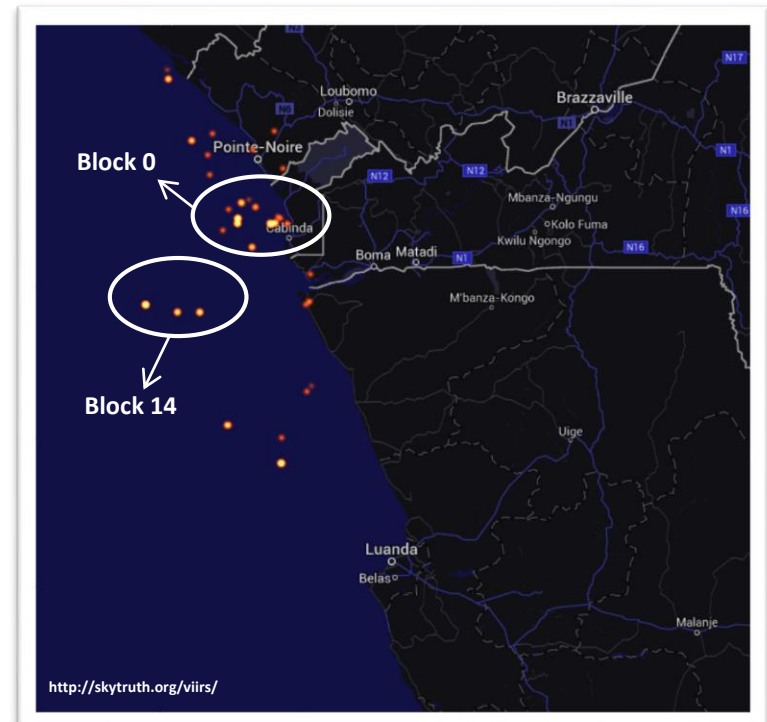 N3
N17
Loubomo
Dolisie
Brazzaville
N6
N1
Pointe-Noire
Block 0
N1
N12
N12
Mbanza-Ngungu
N16
Kolo Fuma
Cabinda
Kwilu Ngongo
N16
Boma
Matadi
N1
M'banza-Kongo
Block 14
Uige
Luanda
Belas
Malanje
http://skytruth.org/viirs/